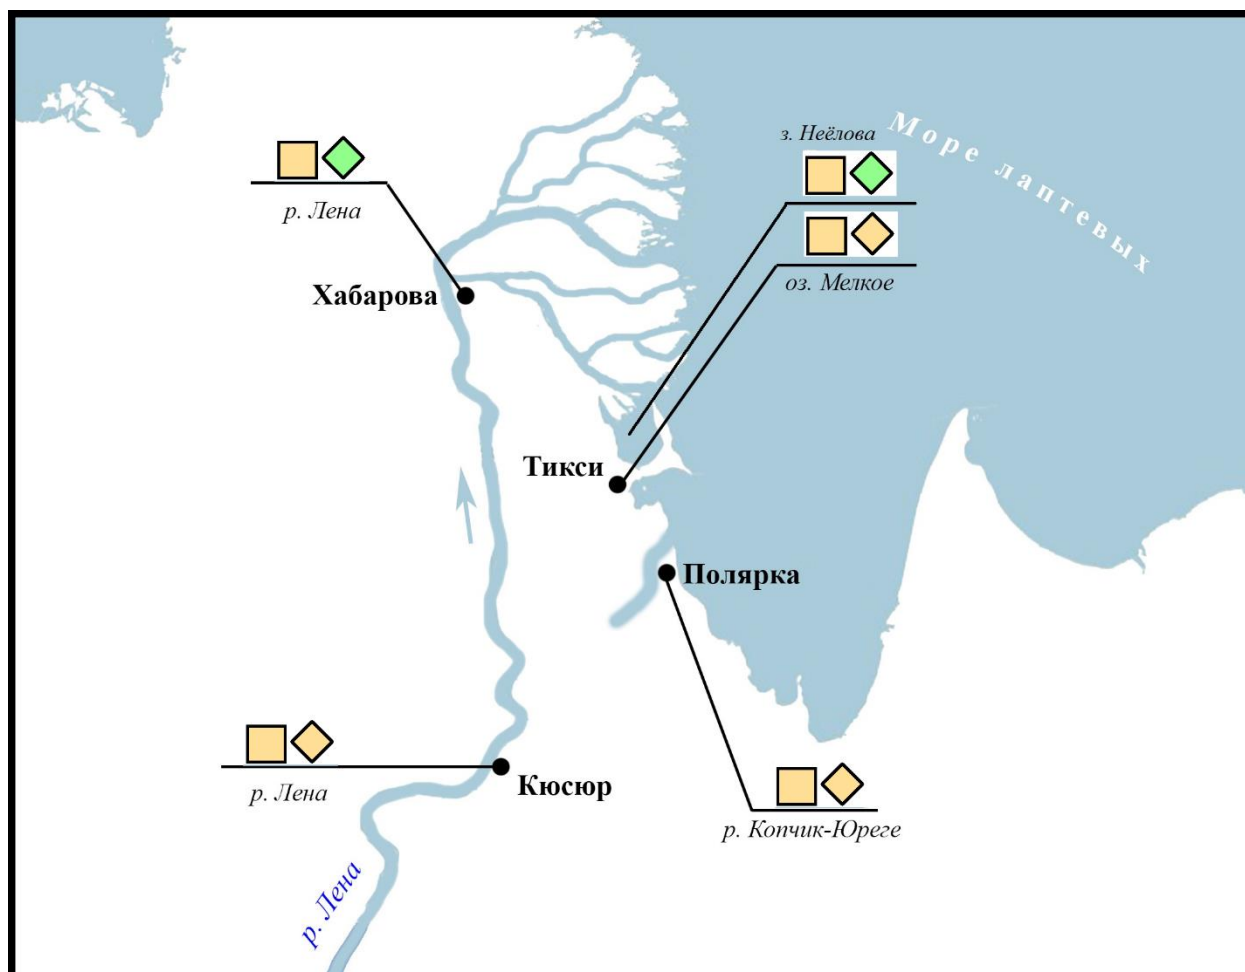 з. Неёлова
Море лаптевых
р. Лена
оз. Мелкое
Хабарова
Тикси
Полярка
Кюсюр
р. Лена
р. Копчик-Юреге
р. Лена